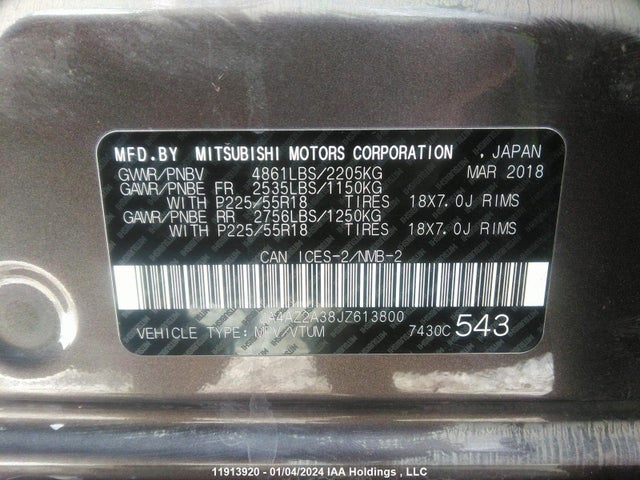 MFD.BY MITSUBISHI MOTORS CORPORATION , JAPAN
GVWR/PNBV 4861LBS/2205KG MAR 2018
GAWR/PNBE FR 2535LBS/1150KG
WITH P225/55R18 TIRES 18X7.0J RIMS
GAWR/PNBE RR 2756LBS/1250KG
WITH P225/55R18 TIRES 18X7.0J RIMS
CAN ICES-2/NMB-2
A4AZ2A38JZ613800
VEHICLE TYPE: MPV/VTUM 7430C 543
11913920 - 01/04/2024 IAA Holdings , LLC